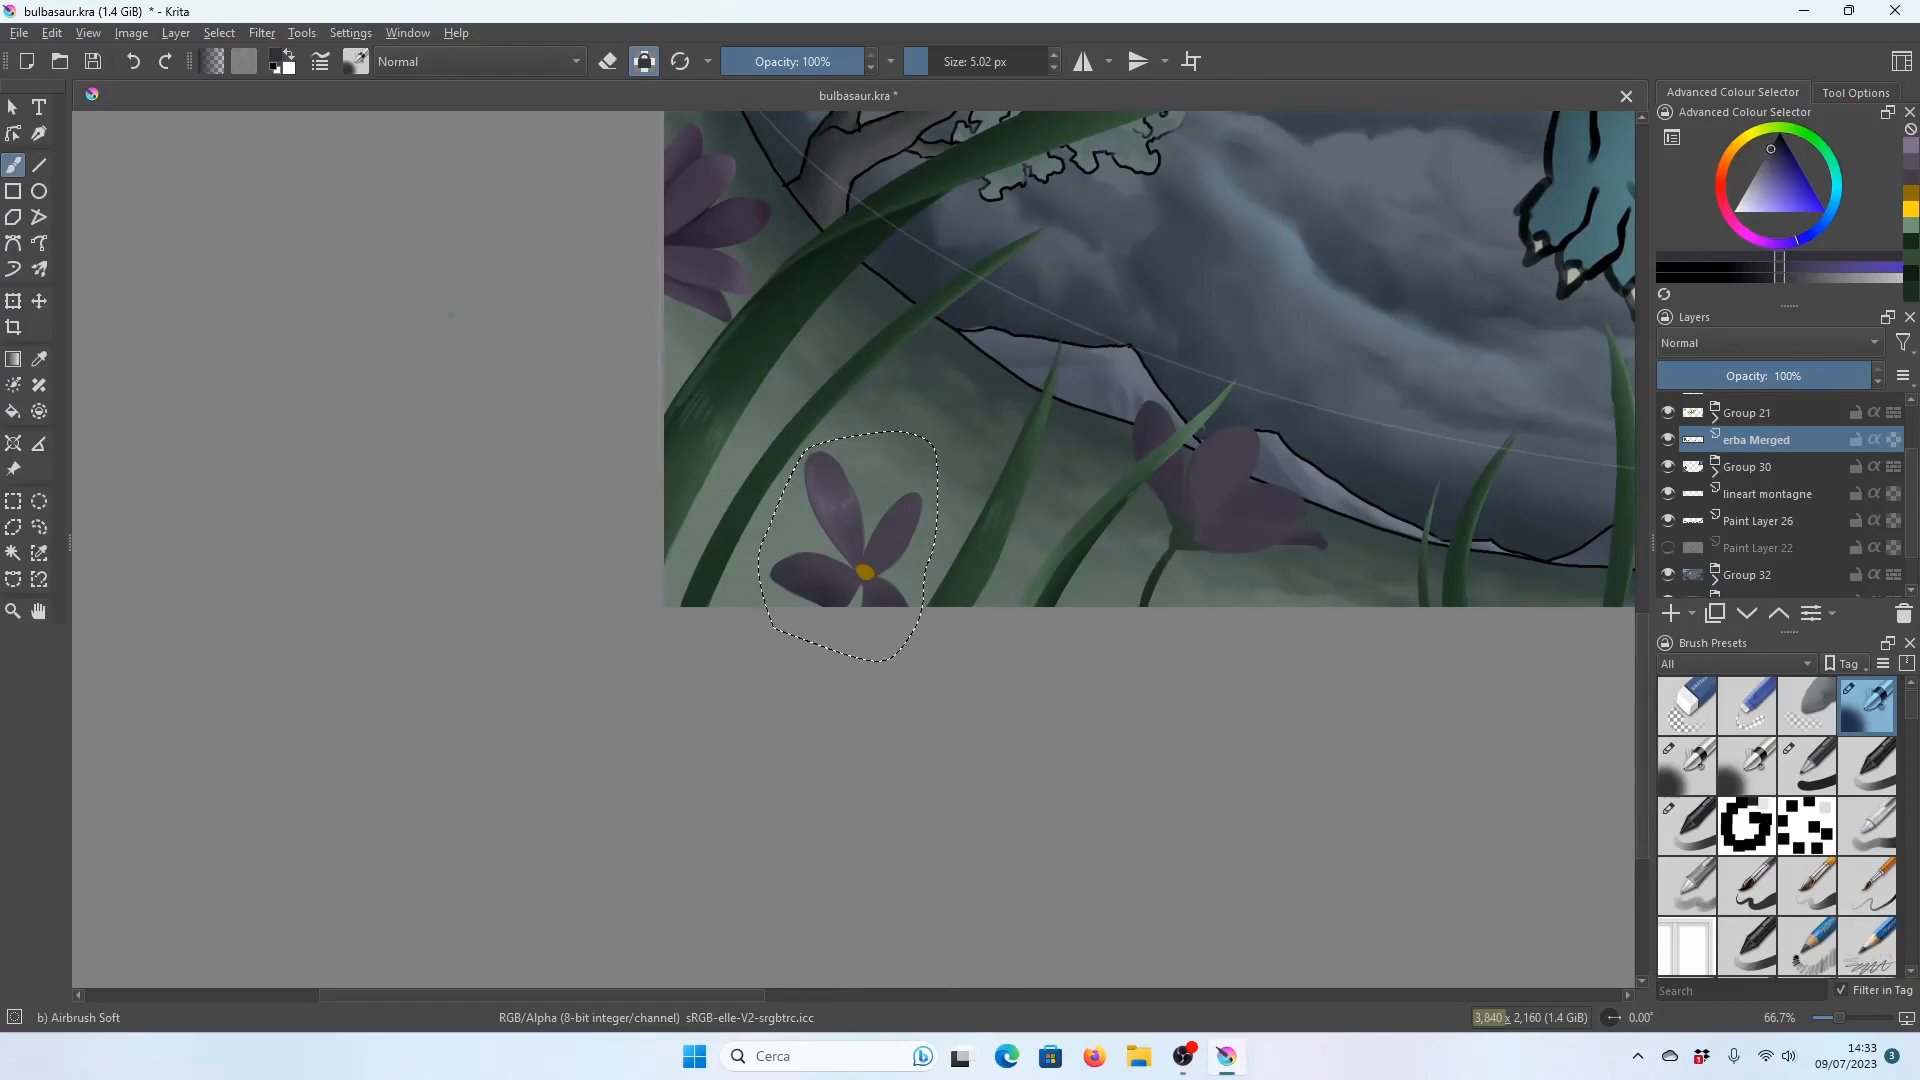 bulbasaur.kra (1.4 GiB) * - Krita
File Edit View Image Select Filter Tools Settings Window Help
Layer
Normal
Opacity: 100%
Size: 5.02 px
bulbasaur.kra *
Advanced Colour Selector
Tool Options
Advanced Colour Selector
Layers
Normal
Opacity: 100%
Group 21
erba Merged
Group 30
lineart montagne
Paint Layer 26
Paint Layer 22
Group 32
Brush Presets
All
Tag
Search
Filter in Tag
b) Airbrush Soft
RGB/Alpha (8-bit integer/channel) sRGB-elle-V2-srgbtrc.icc
3,840 x 2,160 (1.4 GiB)
0.00°
66.7%
Cerca
14:33
09/07/2023
3